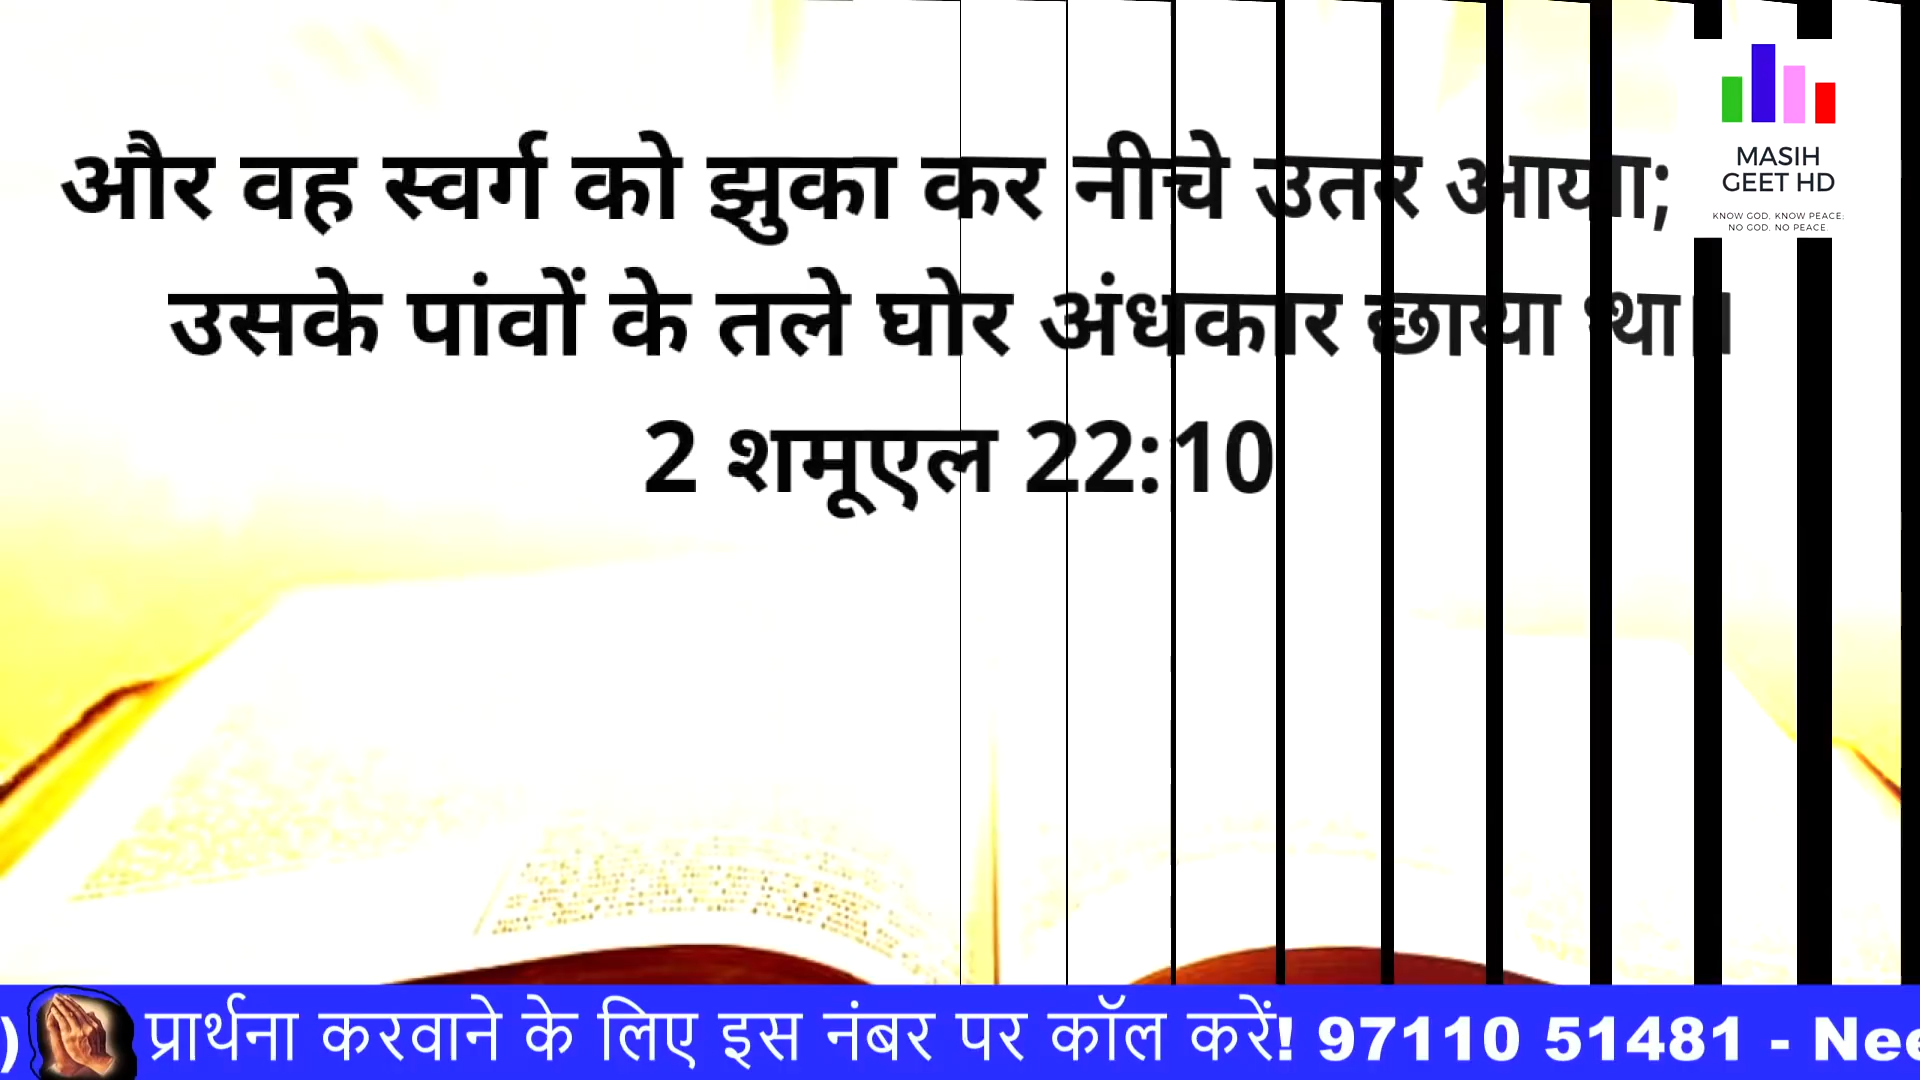 और वह स्वर्ग को झुका कर नीचे उतर आया;
उसके पांवों के तले घोर अंधकार छाया था।
2 शमूएल 22:10
MASIH
GEET HD
KNOW GOD. KNOW PEACE:
NO GOD. NO PEACE.
) प्रार्थना करवाने के लिए इस नंबर पर कॉल करें! 97110 51481 -